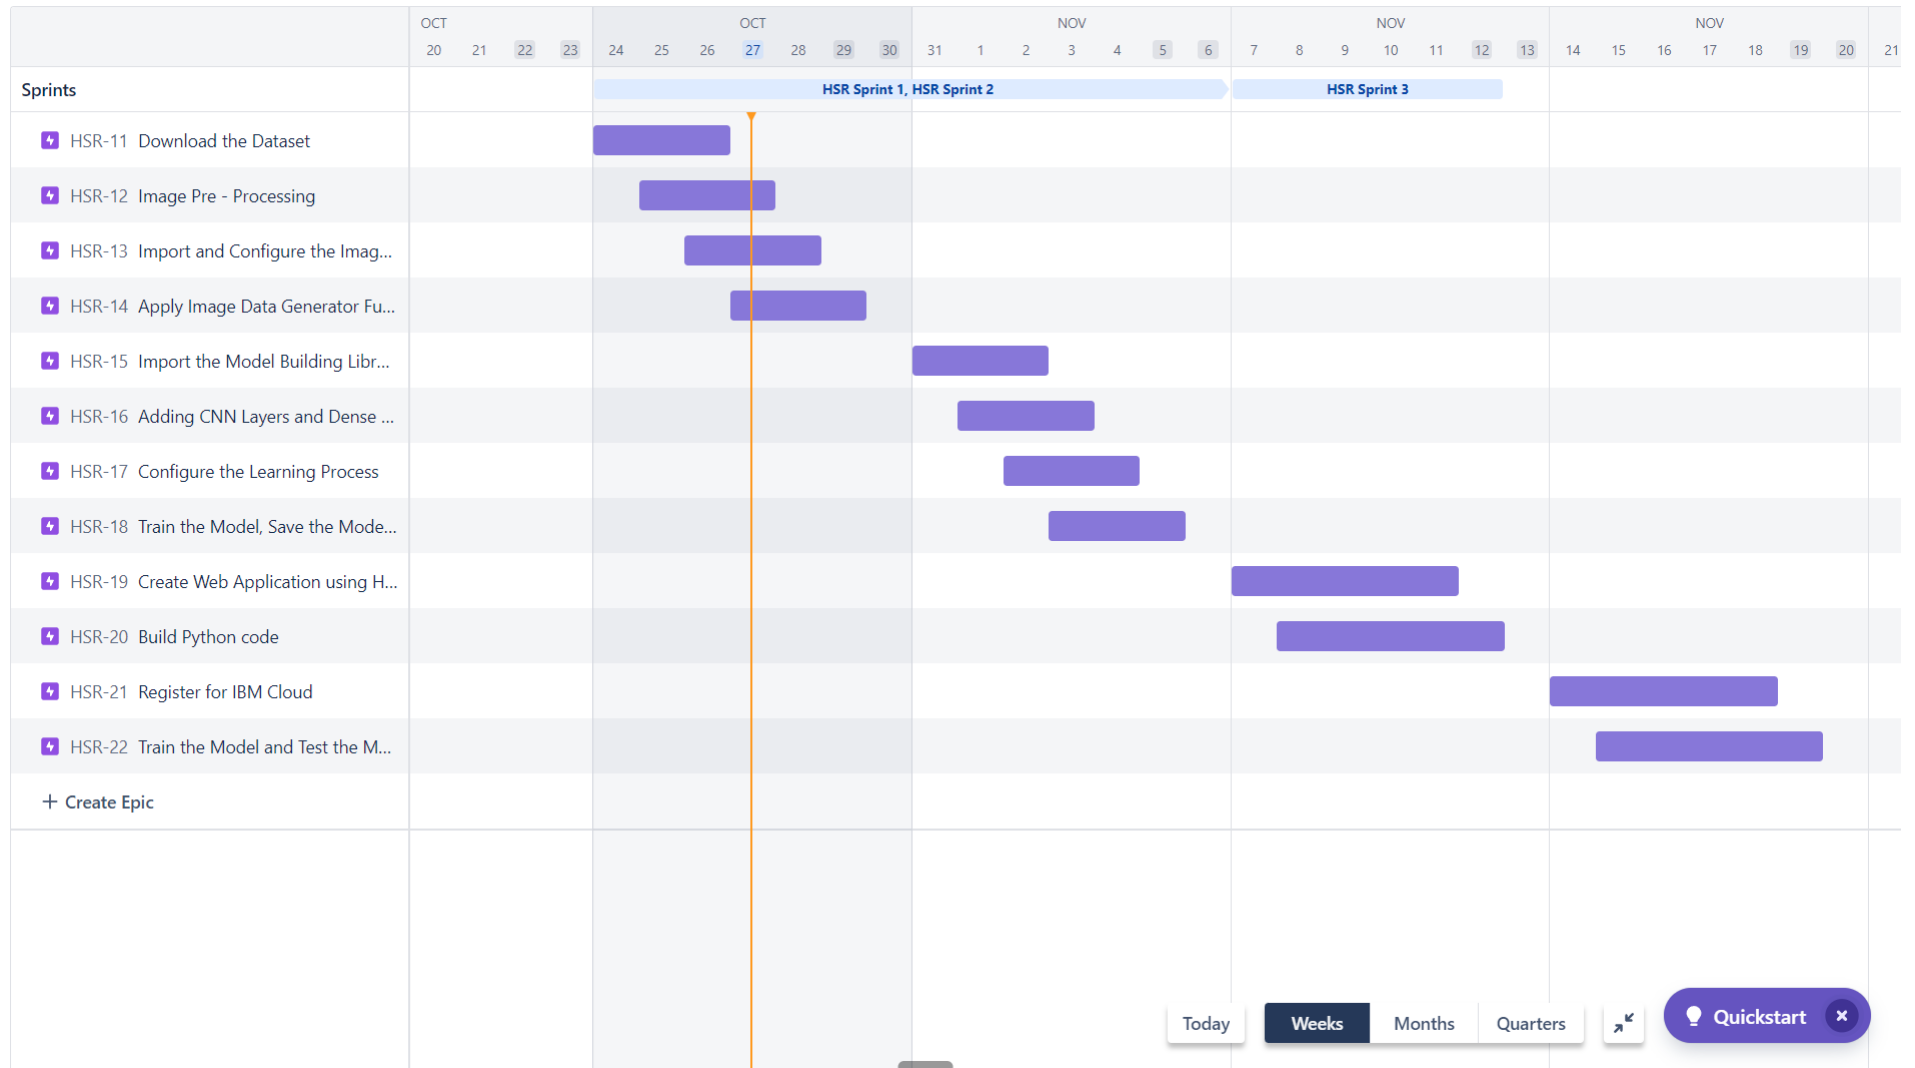 OCT OCT NOV NOV NOV
20 21 22 23 24 25 26 27 28 29 30 31 1 2 3 4 5 6 7 8 9 10 11 12 13 14 15 16 17 18 19 20 21
Sprints HSR Sprint 1, HSR Sprint 2 HSR Sprint 3
HSR-11 Download the Dataset
HSR-12 Image Pre - Processing
HSR-13 Import and Configure the Imag...
HSR-14 Apply Image Data Generator Fu...
HSR-15 Import the Model Building Libr...
HSR-16 Adding CNN Layers and Dense ...
HSR-17 Configure the Learning Process
HSR-18 Train the Model, Save the Mode...
HSR-19 Create Web Application using H...
HSR-20 Build Python code
HSR-21 Register for IBM Cloud
HSR-22 Train the Model and Test the M...
+ Create Epic
Today Weeks Months Quarters Quickstart